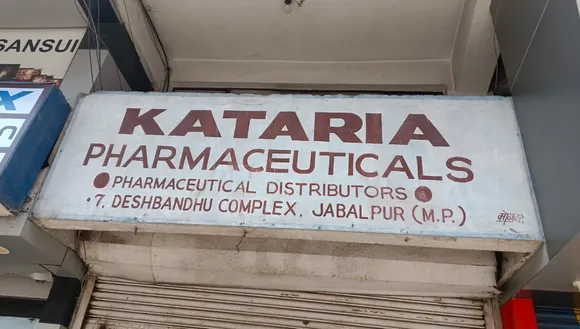 SANSUI
KATARIA
PHARMACEUTICALS
PHARMACEUTICAL DISTRIBUTORS
7. DESHBANDHU COMPLEX, JABALPUR (M.P.)